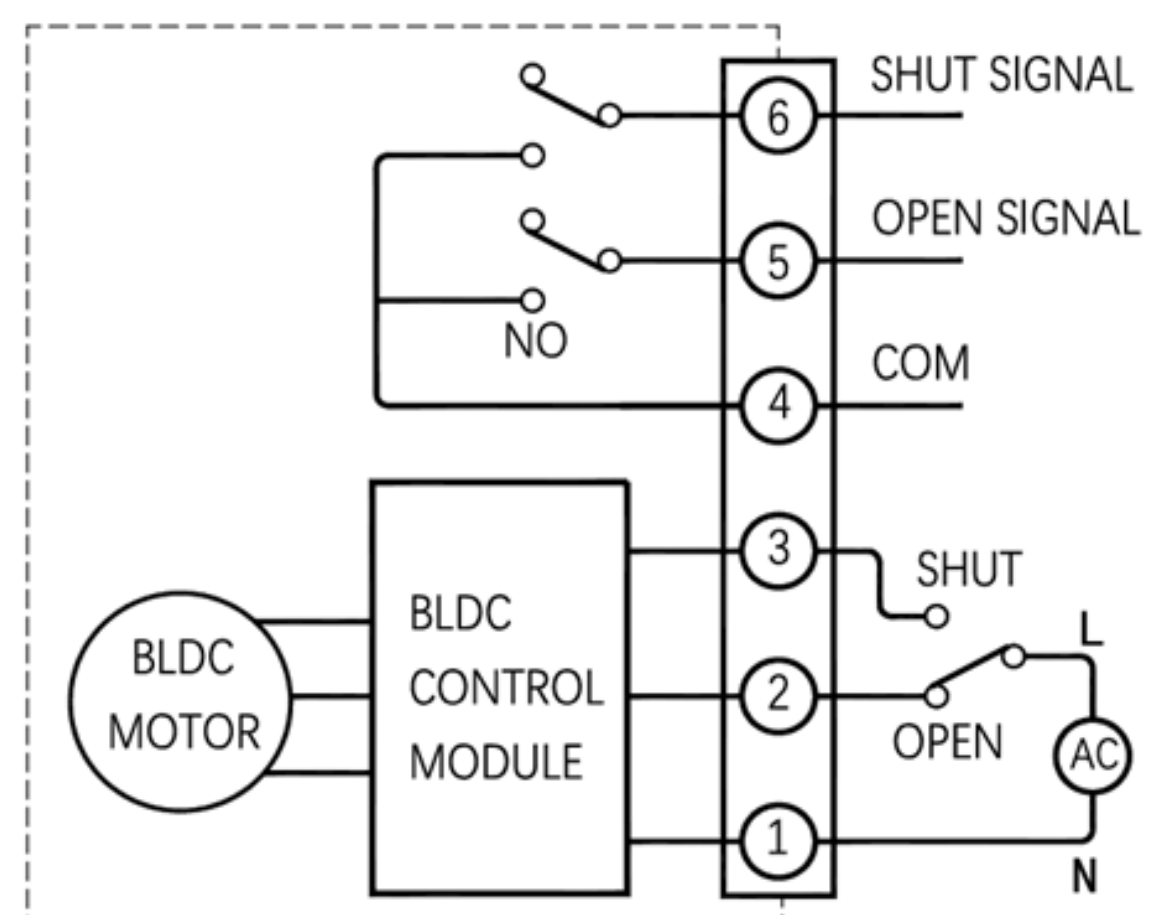 6
SHUT SIGNAL
5
OPEN SIGNAL
NO
4
COM
3
SHUT
BLDC
MOTOR
BLDC
CONTROL
MODULE
2
OPEN
L
AC
1
N